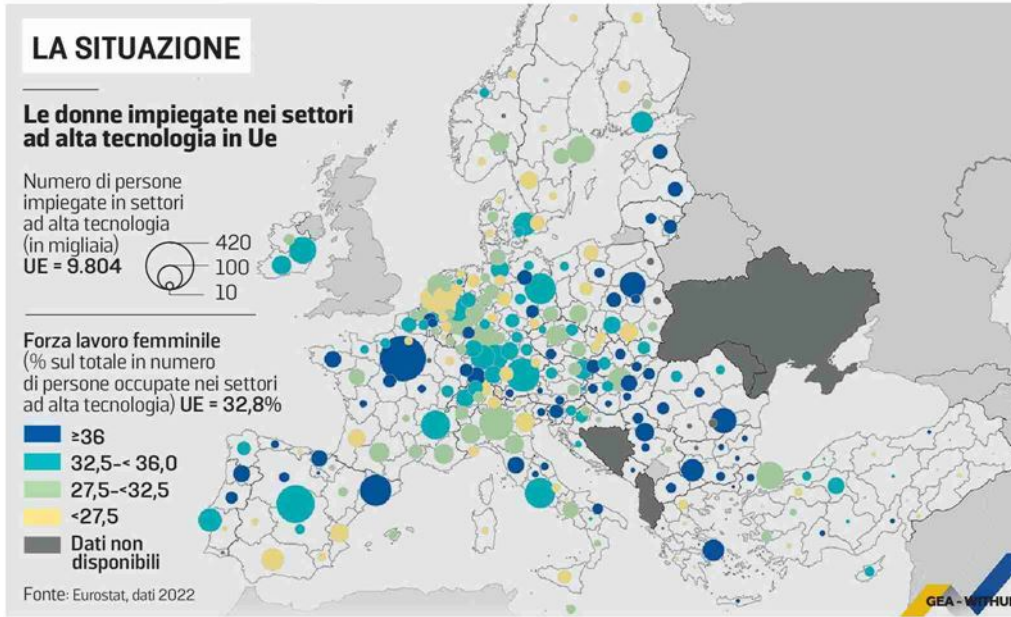 LA SITUAZIONE
Le donne impiegate nei settori
ad alta tecnologia in Ue
Numero di persone
impiegate in settori
ad alta tecnologia
(in migliaia)
UE = 9.804
420
100
10
Forza lavoro femminile
(% sul totale in numero
di persone occupate nei settori
ad alta tecnologia) UE = 32,8%
≥36
32,5-< 36,0
27,5-<32,5
<27,5
Dati non
disponibili
Fonte: Eurostat, dati 2022
GEA - WITHUB